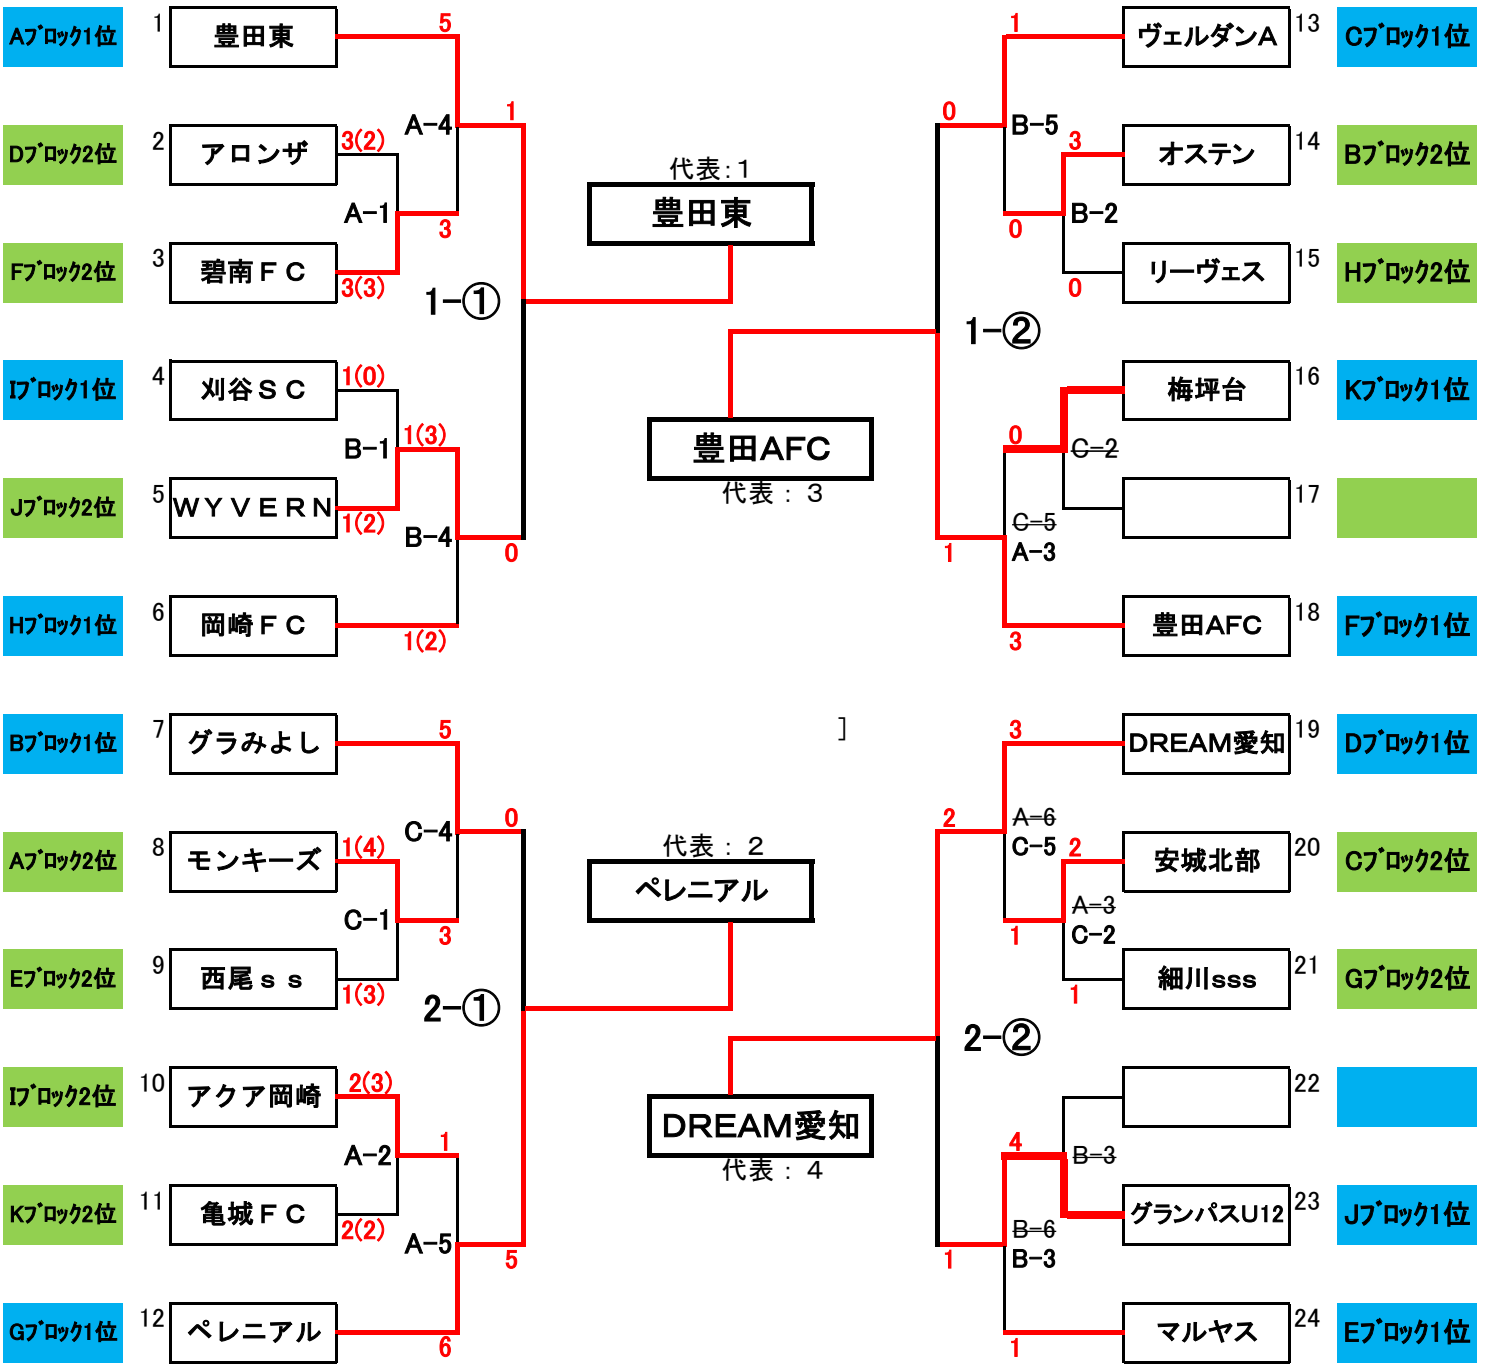 Aﾌﾞﾛｯｸ1位 1 豊田東 5
Dﾌﾞﾛｯｸ2位 2 アロンザ 3(2)
A-4 1
A-1
Fﾌﾞﾛｯｸ2位 3 碧南ＦＣ 3(3)
3
1-①
Iﾌﾞﾛｯｸ1位 4 刈谷ＳＣ 1(0)
B-1 1(3)
Jﾌﾞﾛｯｸ2位 5 ＷＹＶＥＲＮ 1(2)
B-4 0
Hﾌﾞﾛｯｸ1位 6 岡崎ＦＣ 1(2)
Bﾌﾞﾛｯｸ1位 7 グラみよし 5
C-4 0
Aﾌﾞﾛｯｸ2位 8 モンキーズ 1(4)
C-1 3
Eﾌﾞﾛｯｸ2位 9 西尾ｓｓ 1(3)
2-①
Iﾌﾞﾛｯｸ2位 10 アクア岡崎 2(3)
A-2 1
Kﾌﾞﾛｯｸ2位 11 亀城ＦＣ 2(2)
A-5 5
Gﾌﾞﾛｯｸ1位 12 ペレニアル 6
代表：1
豊田東
豊田AFC
代表：３
]
代表：２
ペレニアル
DREAM愛知
代表：４
1 ヴェルダンＡ 13 Cﾌﾞﾛｯｸ1位
0 B-5
3 オステン 14 Bﾌﾞﾛｯｸ2位
0 B-2
0 リーヴェス 15 Hﾌﾞﾛｯｸ2位
1-②
梅坪台 16 Kﾌﾞﾛｯｸ1位
0 C-2
17
C-5
1 A-3
3 豊田AFC 18 Fﾌﾞﾛｯｸ1位
3 DREAM愛知 19 Dﾌﾞﾛｯｸ1位
2 A-6
C-5
2 安城北部 20 Cﾌﾞﾛｯｸ2位
A-3
1 C-2
1 細川sss 21 Gﾌﾞﾛｯｸ2位
2-②
22
4 B-3
グランパスU12 23 Jﾌﾞﾛｯｸ1位
B-6
1 B-3
1 マルヤス 24 Eﾌﾞﾛｯｸ1位